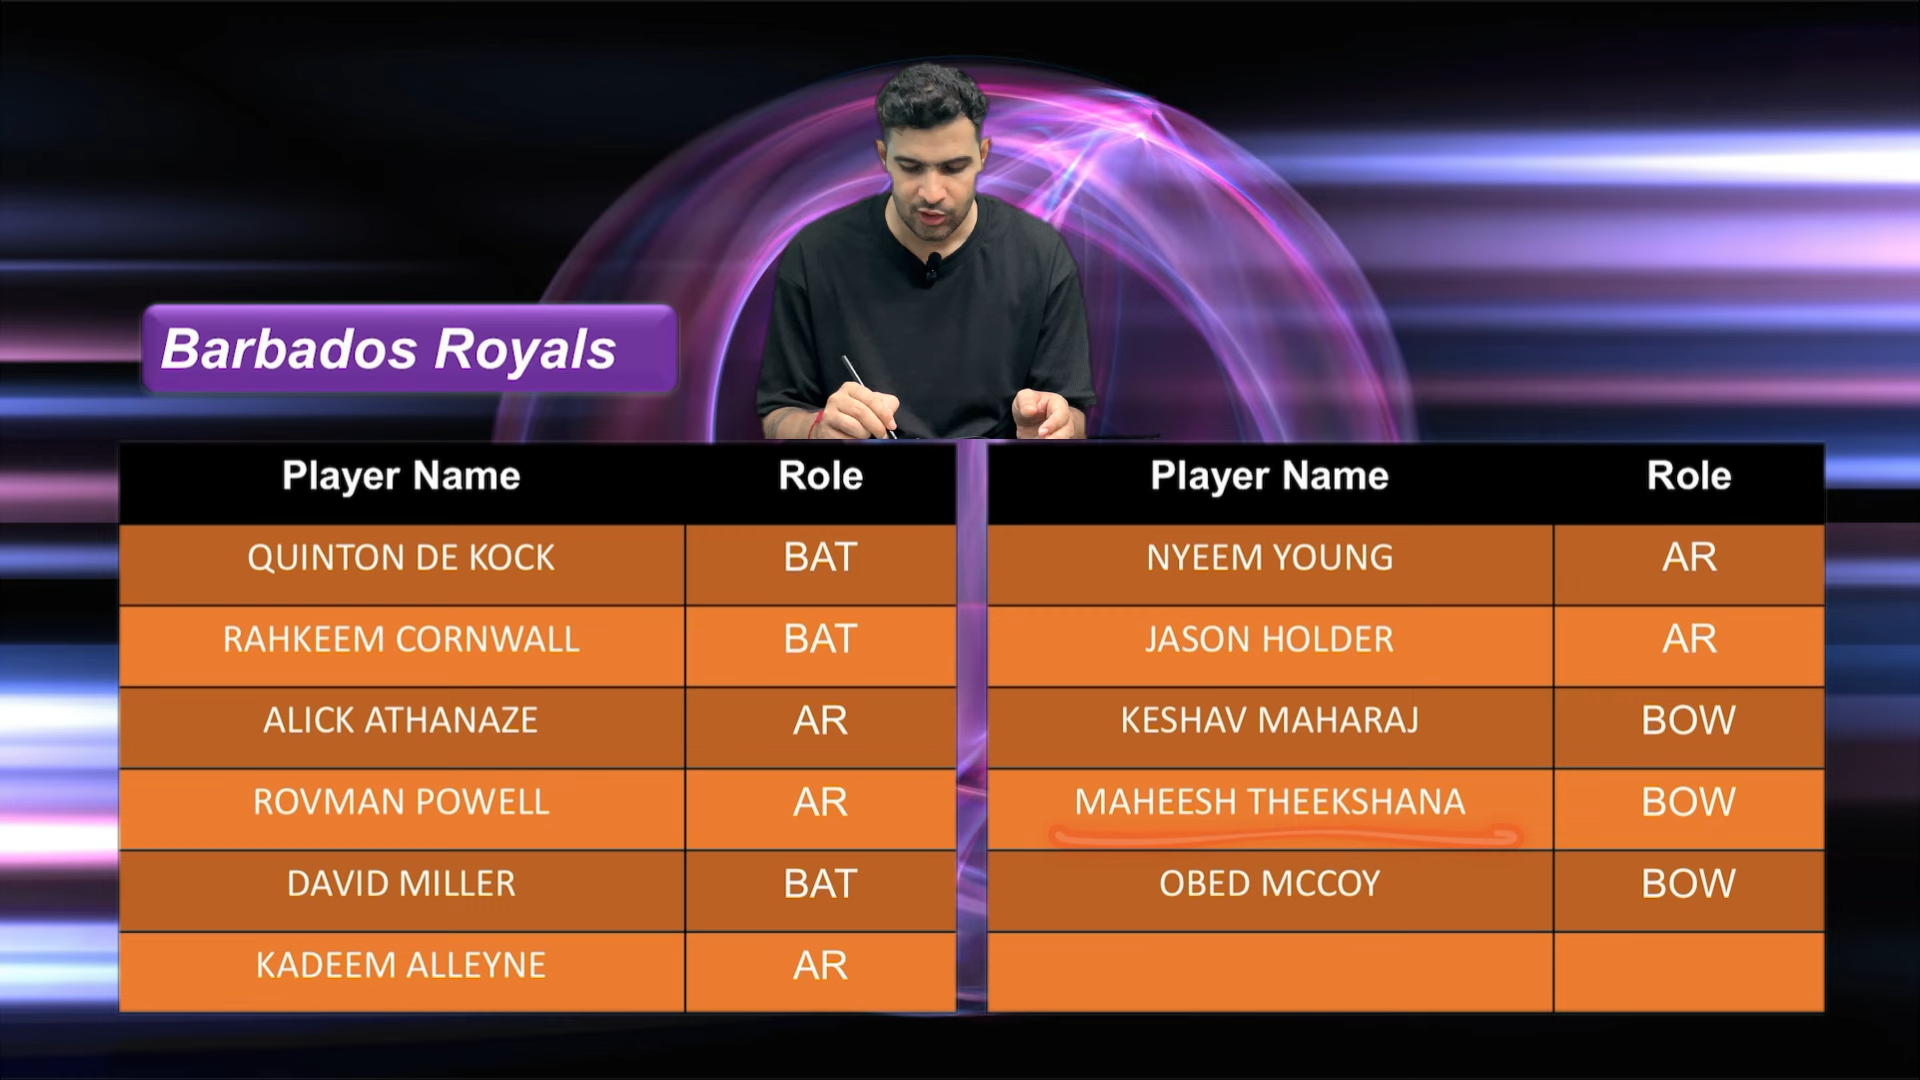 Barbados Royals
Player Name Role
QUINTON DE KOCK BAT
RAHKEEM CORNWALL BAT
ALICK ATHANAZE AR
ROVMAN POWELL AR
DAVID MILLER BAT
KADEEM ALLEYNE AR
Player Name Role
NYEEM YOUNG AR
JASON HOLDER AR
KESHAV MAHARAJ BOW
MAHEESH THEEKSHANA BOW
OBED MCCOY BOW